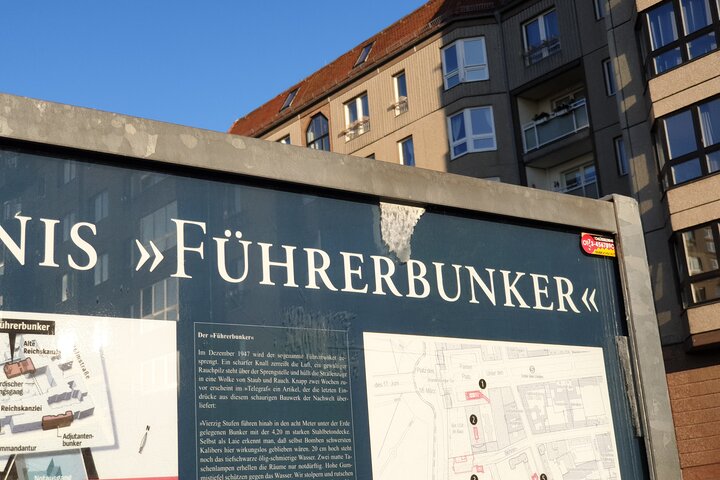 NIS »FÜHRERBUNKER«
Führerbunker
Alte
Reichskanzlei
Reichskanzlei
Adjutanten-
bunker
Notausgang
Der »Führerbunker«
Im Dezember 1947 wird der sogenannte Führerbunker ge-
sprengt. Ein scharfer Knall zerreißt die Luft, ein gewaltiger
Rauchpilz steht über der Sprengstelle und hüllt die Straßenzüge
in eine Wolke von Staub und Rauch. Knapp zwei Wochen zu-
vor erscheint im »Telegraf« ein Artikel, der die letzten Ein-
drücke aus diesem schaurigen Bauwerk der Nachwelt über-
liefert:
»Vierzig Stufen führen hinab in den acht Meter unter der Erde
gelegenen Bunker mit der 4,20 m starken Stahlbetondecke.
Selbst als Laie erkennt man, daß selbst Bomben schwersten
Kalibers hier wirkungslos geblieben wären. 20 cm hoch steht
noch das tiefschwarze ölig-schmierige Wasser. Zwei matte Ta-
schenlampen erhellen die Räume nur notdürftig. Hohe Gum-
mistiefel schützen gegen das Wasser. Wir stolpern und rutschen
1
2
3